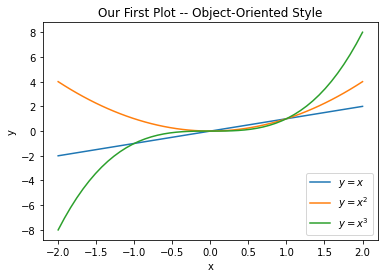 Our First Plot -- Object-Oriented Style
8
6
4
2
0
−2
−4
−6
−8
y
−2.0 −1.5 −1.0 −0.5 0.0 0.5 1.0 1.5 2.0
x
y = x
y = x²
y = x³